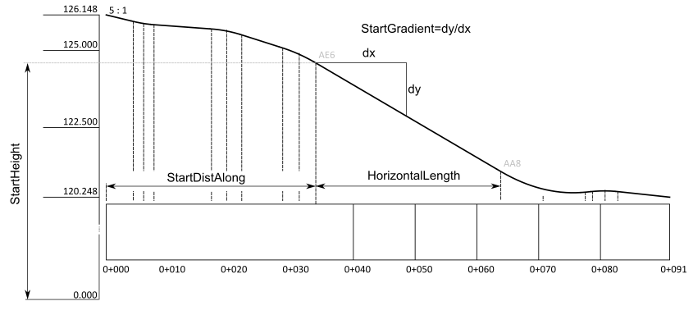 126.148
5 : 1
StartGradient=dy/dx
125.000
AE6
dx
dy
122.500
StartHeight
AA8
StartDistAlong
HorizontalLength
120.248
0+000
0+010
0+020
0+030
0+040
0+050
0+060
0+070
0+080
0+091
0.000